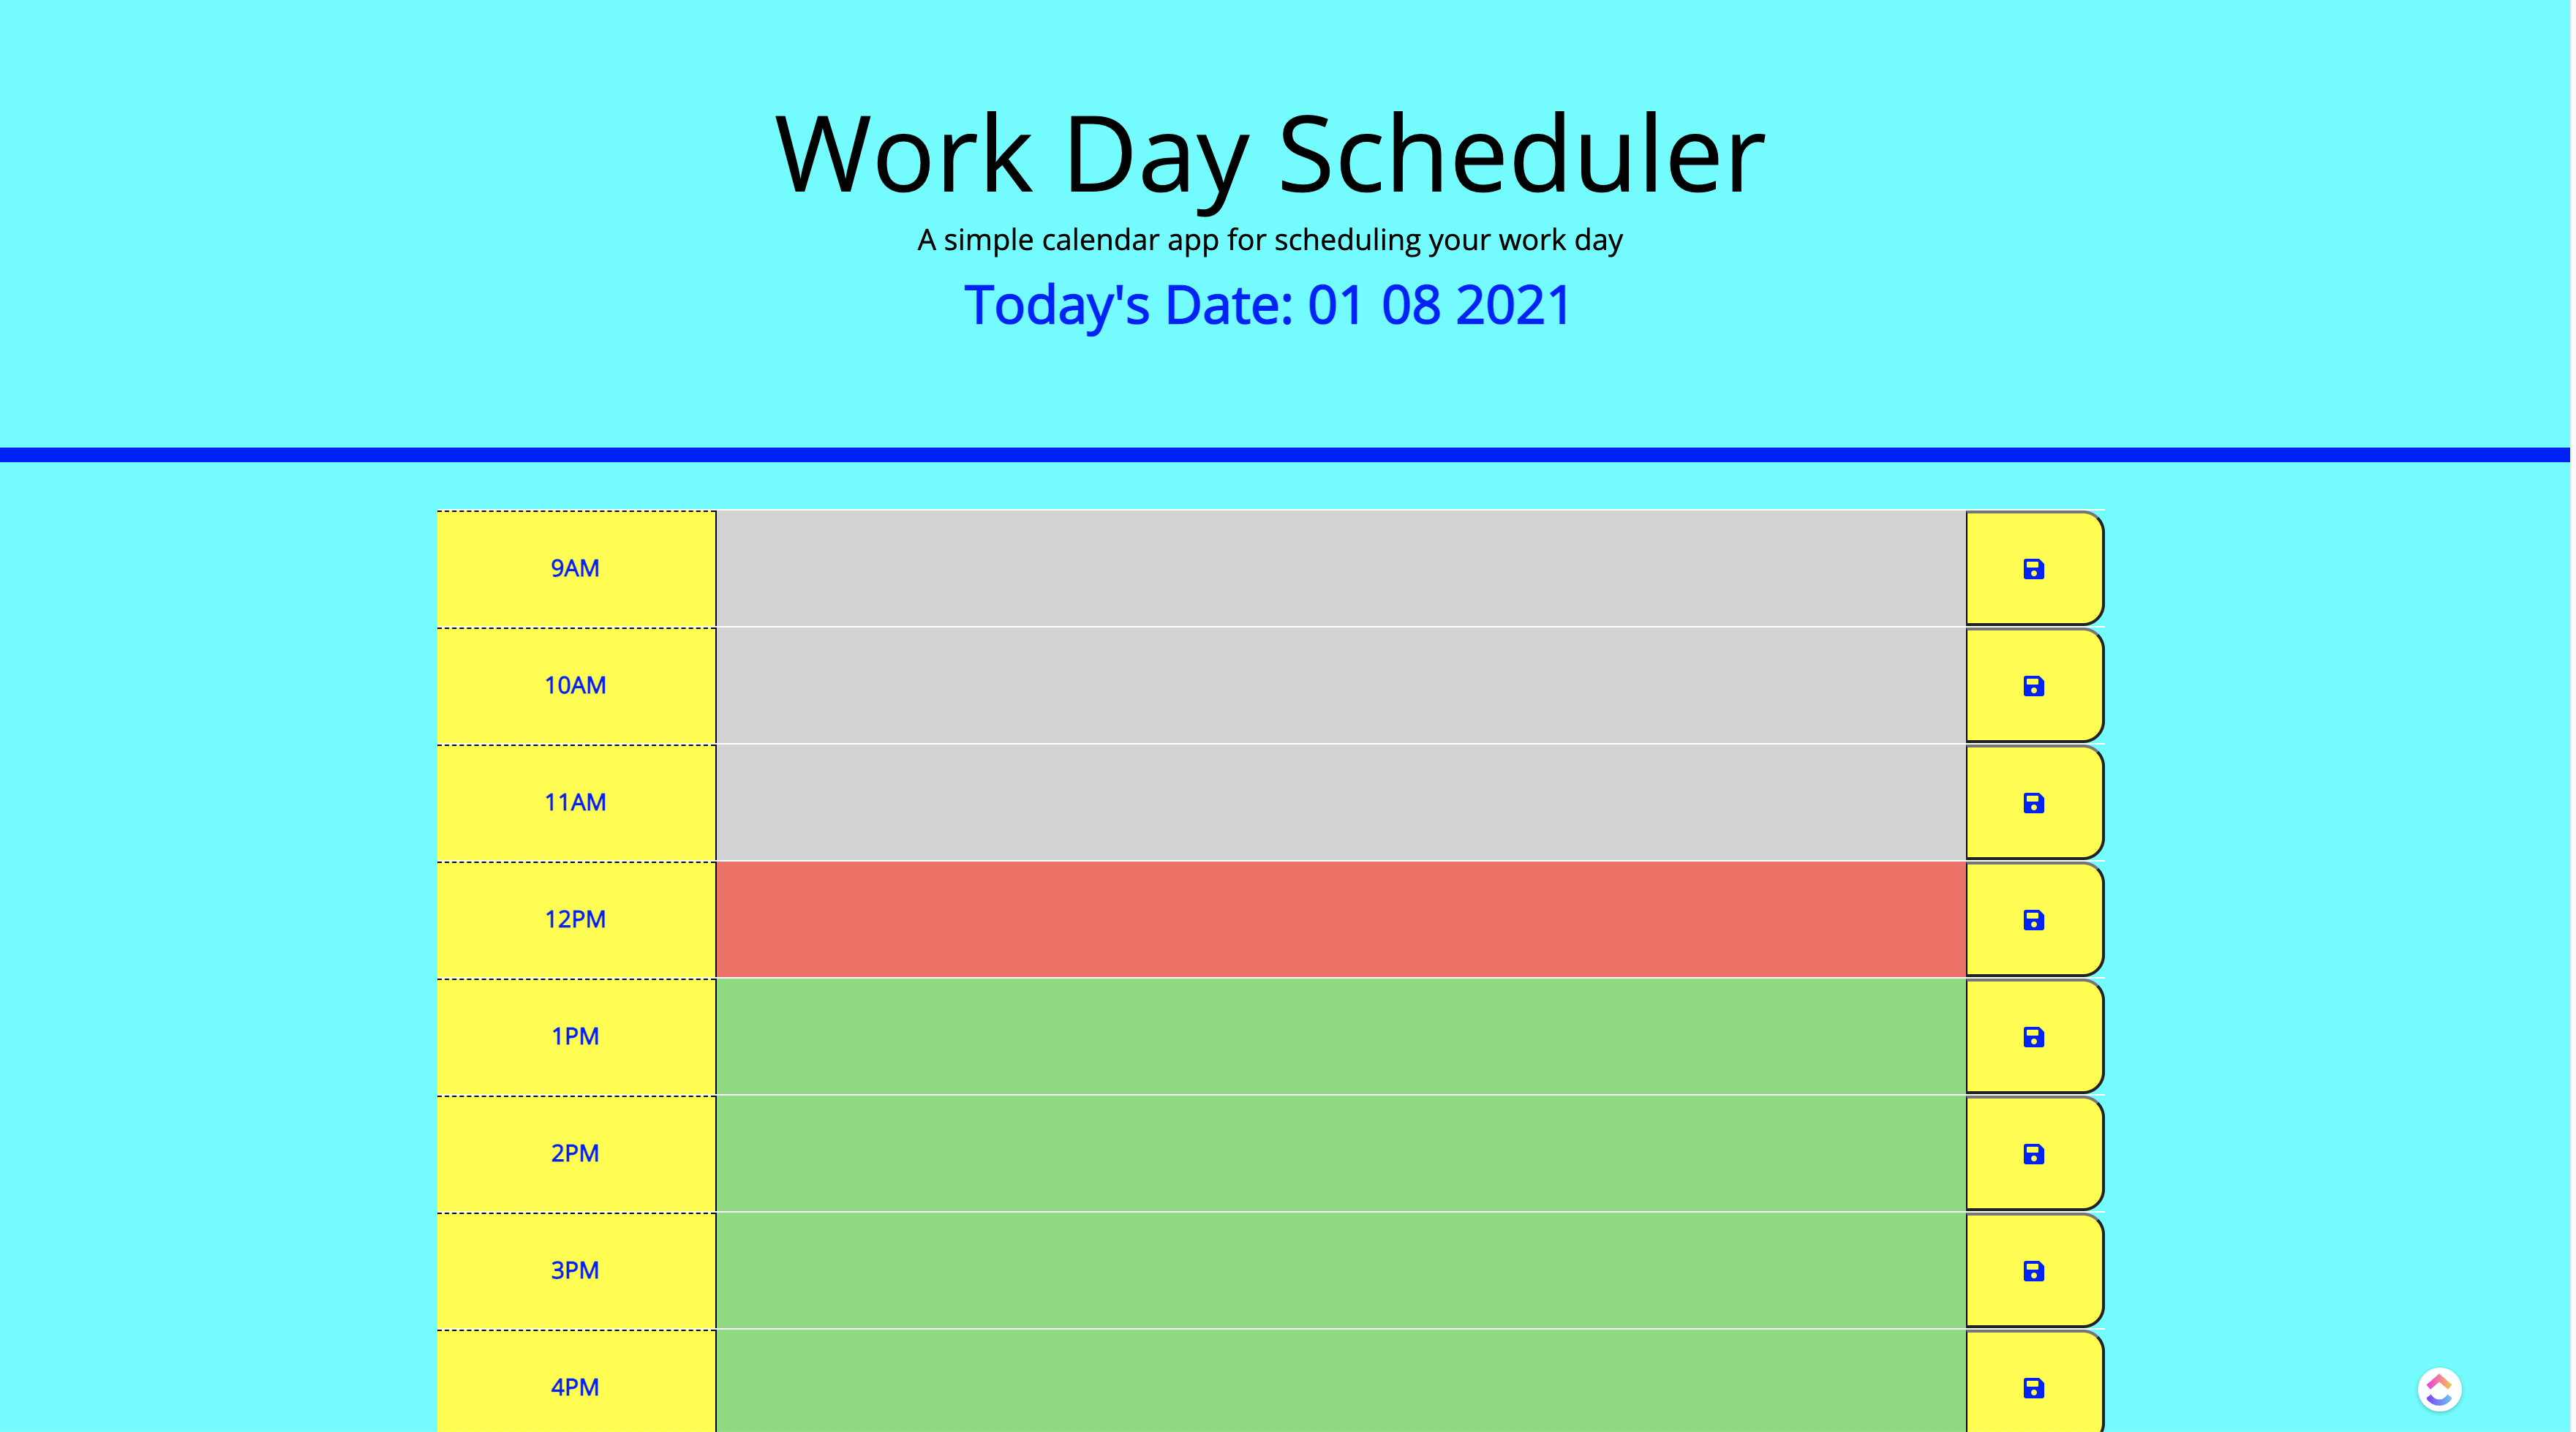 Work Day Scheduler
A simple calendar app for scheduling your work day
Today's Date: 01 08 2021
9AM
10AM
11AM
12PM
1PM
2PM
3PM
4PM